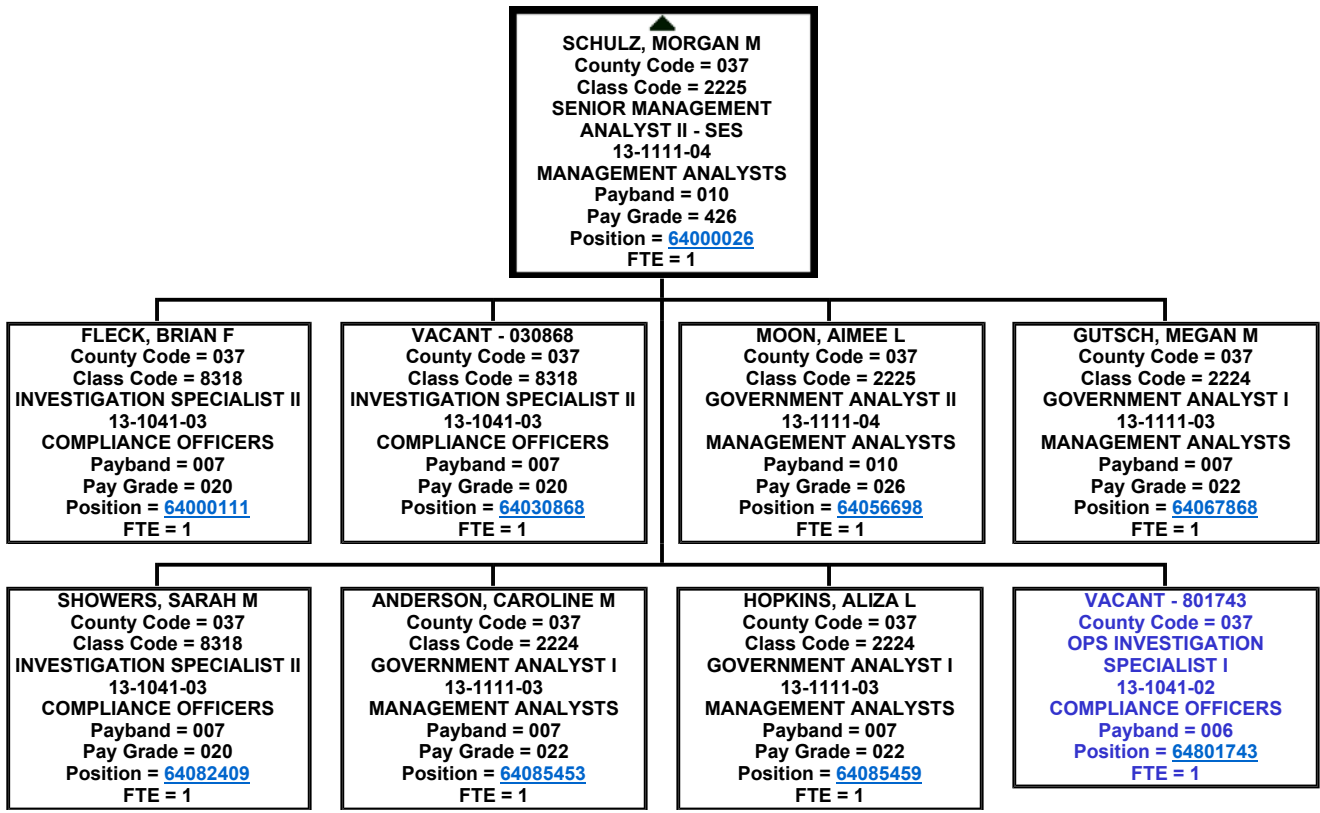 SCHULZ, MORGAN M
County Code = 037
Class Code = 2225
SENIOR MANAGEMENT
ANALYST II - SES
13-1111-04
MANAGEMENT ANALYSTS
Payband = 010
Pay Grade = 426
Position = 64000026
FTE = 1
FLECK, BRIAN F
County Code = 037
Class Code = 8318
INVESTIGATION SPECIALIST II
13-1041-03
COMPLIANCE OFFICERS
Payband = 007
Pay Grade = 020
Position = 64000111
FTE = 1
VACANT - 030868
County Code = 037
Class Code = 8318
INVESTIGATION SPECIALIST II
13-1041-03
COMPLIANCE OFFICERS
Payband = 007
Pay Grade = 020
Position = 64030868
FTE = 1
MOON, AIMEE L
County Code = 037
Class Code = 2225
GOVERNMENT ANALYST II
13-1111-04
MANAGEMENT ANALYSTS
Payband = 010
Pay Grade = 026
Position = 64056698
FTE = 1
GUTSCH, MEGAN M
County Code = 037
Class Code = 2224
GOVERNMENT ANALYST I
13-1111-03
MANAGEMENT ANALYSTS
Payband = 007
Pay Grade = 022
Position = 64067868
FTE = 1
SHOWERS, SARAH M
County Code = 037
Class Code = 8318
INVESTIGATION SPECIALIST II
13-1041-03
COMPLIANCE OFFICERS
Payband = 007
Pay Grade = 020
Position = 64082409
FTE = 1
ANDERSON, CAROLINE M
County Code = 037
Class Code = 2224
GOVERNMENT ANALYST I
13-1111-03
MANAGEMENT ANALYSTS
Payband = 007
Pay Grade = 022
Position = 64085453
FTE = 1
HOPKINS, ALIZA L
County Code = 037
Class Code = 2224
GOVERNMENT ANALYST I
13-1111-03
MANAGEMENT ANALYSTS
Payband = 007
Pay Grade = 022
Position = 64085459
FTE = 1
VACANT - 801743
County Code = 037
OPS INVESTIGATION
SPECIALIST I
13-1041-02
COMPLIANCE OFFICERS
Payband = 006
Position = 64801743
FTE = 1